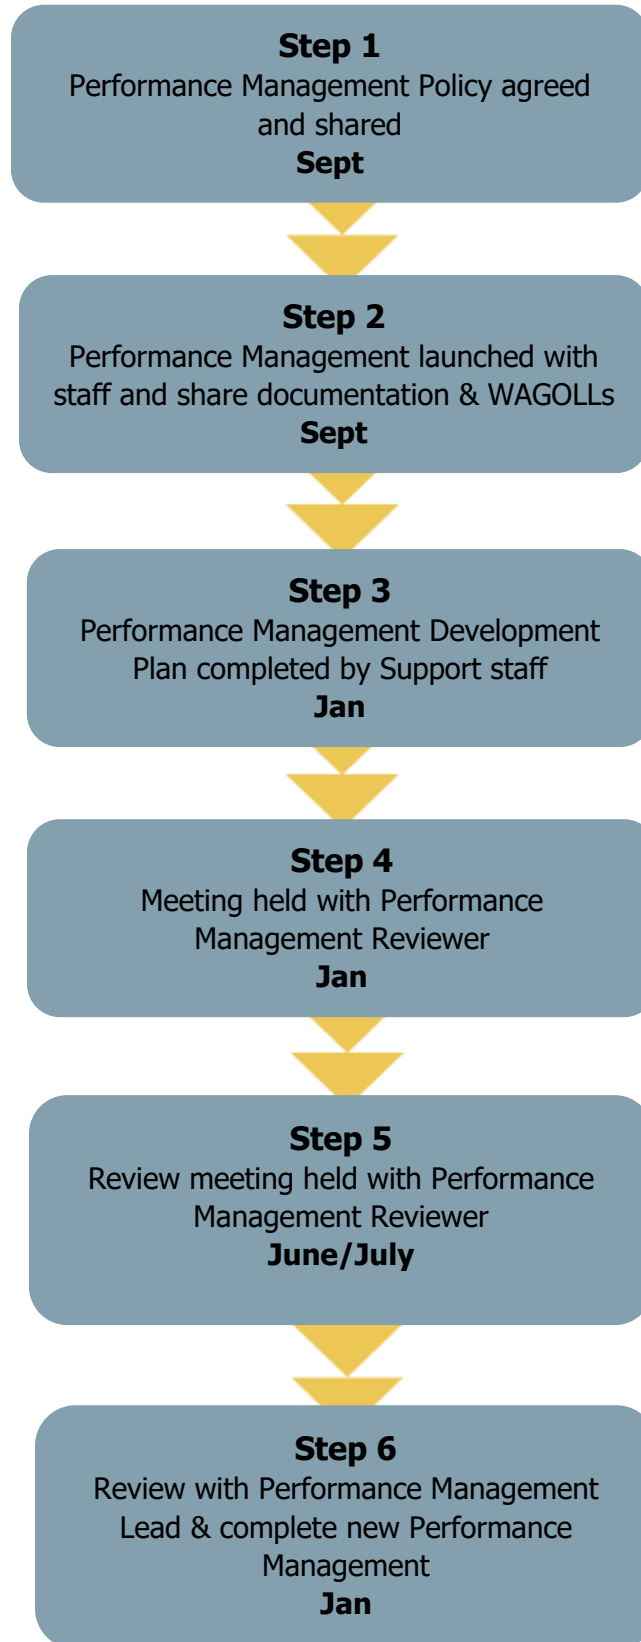 Step 1
Performance Management Policy agreed
and shared
Sept
Step 2
Performance Management launched with
staff and share documentation & WAGOLLs
Sept
Step 3
Performance Management Development
Plan completed by Support staff
Jan
Step 4
Meeting held with Performance
Management Reviewer
Jan
Step 5
Review meeting held with Performance
Management Reviewer
June/July
Step 6
Review with Performance Management
Lead & complete new Performance
Management
Jan